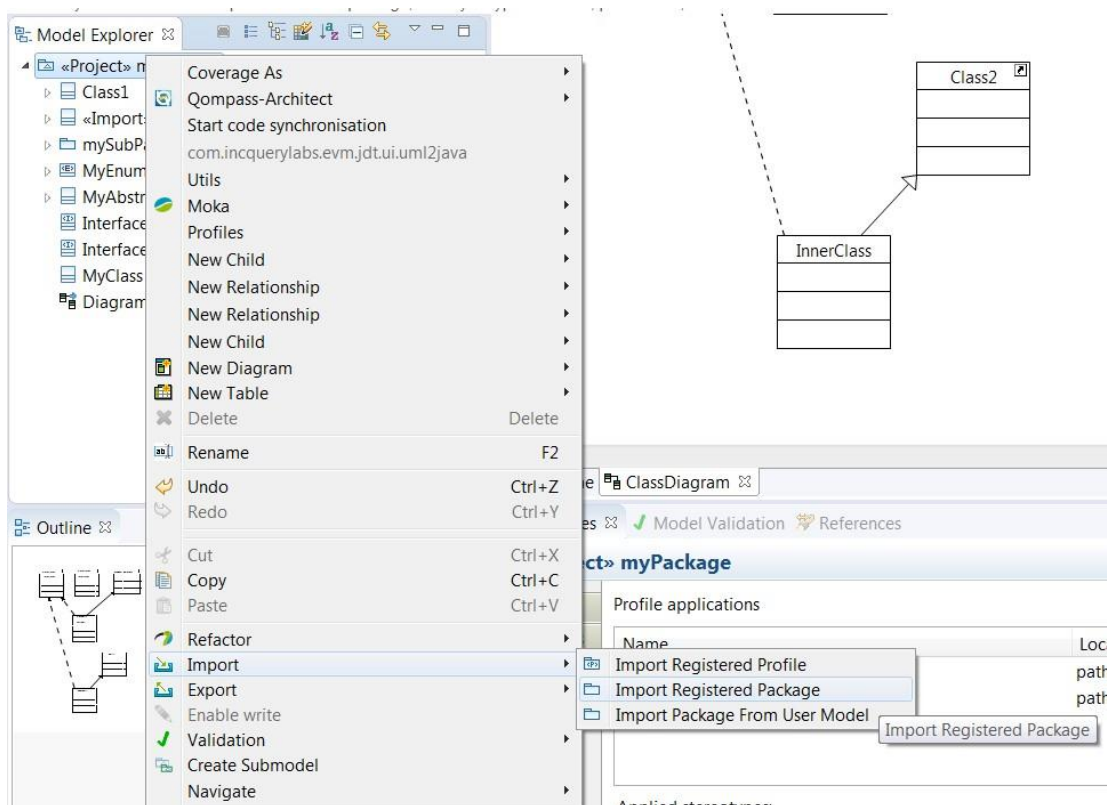 Model Explorer
«Project» m
Class1
«Import
mySubPa
MyEnum
MyAbstr
Interface
Interface
MyClass
Diagram
Coverage As
Qompass-Architect
Start code synchronisation
com.incquerylabs.evm.jdt.ui.uml2java
Utils
Moka
Profiles
New Child
New Relationship
New Relationship
New Child
New Diagram
New Table
Delete Delete
Rename F2
Undo Ctrl+Z
Redo Ctrl+Y
Cut Ctrl+X
Copy Ctrl+C
Paste Ctrl+V
Refactor
Import
Export
Enable write
Validation
Create Submodel
Navigate
Import Registered Profile
Import Registered Package
Import Package From User Model
Import Registered Package
Class2
InnerClass
ClassDiagram
es Model Validation References
ct» myPackage
Profile applications
Name Loca
path
path
Outline